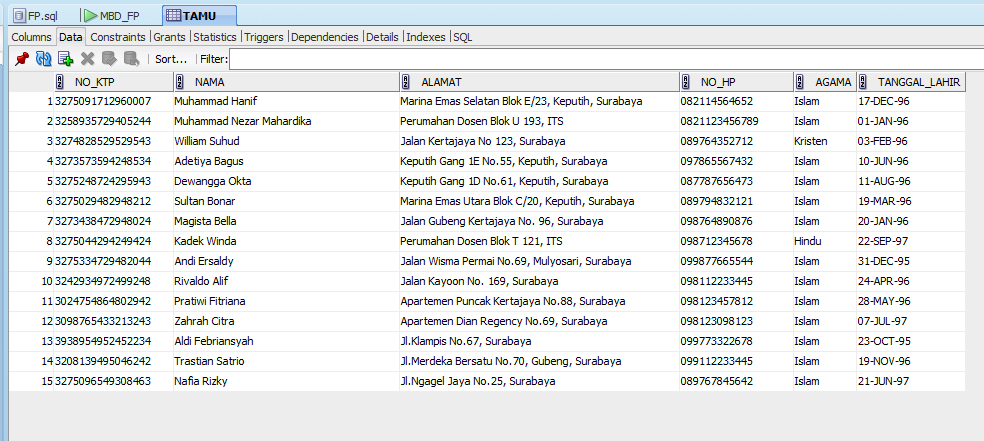 FP.sql MBD_FP TAMU
Columns Data Constraints Grants Statistics Triggers Dependencies Details Indexes SQL
Sort... Filter:
NO_KTP NAMA ALAMAT NO_HP AGAMA TANGGAL_LAHIR
1 3275091712960007 Muhammad Hanif Marina Emas Selatan Blok E/23, Keputih, Surabaya 082114564652 Islam 17-DEC-96
2 3258935729405244 Muhammad Nezar Mahardika Perumahan Dosen Blok U 193, ITS 0821123456789 Islam 01-JAN-96
3 3274828529529543 William Suhud Jalan Kertajaya No 123, Surabaya 089764352712 Kristen 03-FEB-96
4 3273573594248534 Adetiya Bagus Keputih Gang 1E No.55, Keputih, Surabaya 097865567432 Islam 10-JUN-96
5 3275248724295943 Dewangga Okta Keputih Gang 1D No.61, Keputih, Surabaya 087787656473 Islam 11-AUG-96
6 3275029482948212 Sultan Bonar Marina Emas Utara Blok C/20, Keputih, Surabaya 089794832121 Islam 19-MAR-96
7 3273438472948024 Magista Bella Jalan Gubeng Kertajaya No. 96, Surabaya 098764890876 Islam 20-JAN-96
8 3275044294249424 Kadek Winda Perumahan Dosen Blok T 121, ITS 098712345678 Hindu 22-SEP-97
9 3275334729482044 Andi Ersaldy Jalan Wisma Permai No.69, Mulyosari, Surabaya 099877665544 Islam 31-DEC-95
10 3242934972499248 Rivaldo Alif Jalan Kayoon No. 169, Surabaya 098112233445 Islam 24-APR-96
11 3024754864802942 Pratiwi Fitriana Apartemen Puncak Kertajaya No.88, Surabaya 098123457812 Islam 28-MAY-96
12 3098765433213243 Zahrah Citra Apartemen Dian Regency No.69, Surabaya 098123098123 Islam 07-JUL-97
13 3938954952452234 Aldi Febriansyah Jl.Klampis No.67, Surabaya 099773322678 Islam 23-OCT-95
14 3208139495046242 Trastian Satrio Jl.Merdeka Bersatu No.70, Gubeng, Surabaya 099112233445 Islam 19-NOV-96
15 3275096549308463 Nafia Rizky Jl.Ngagel Jaya No.25, Surabaya 089767845642 Islam 21-JUN-97